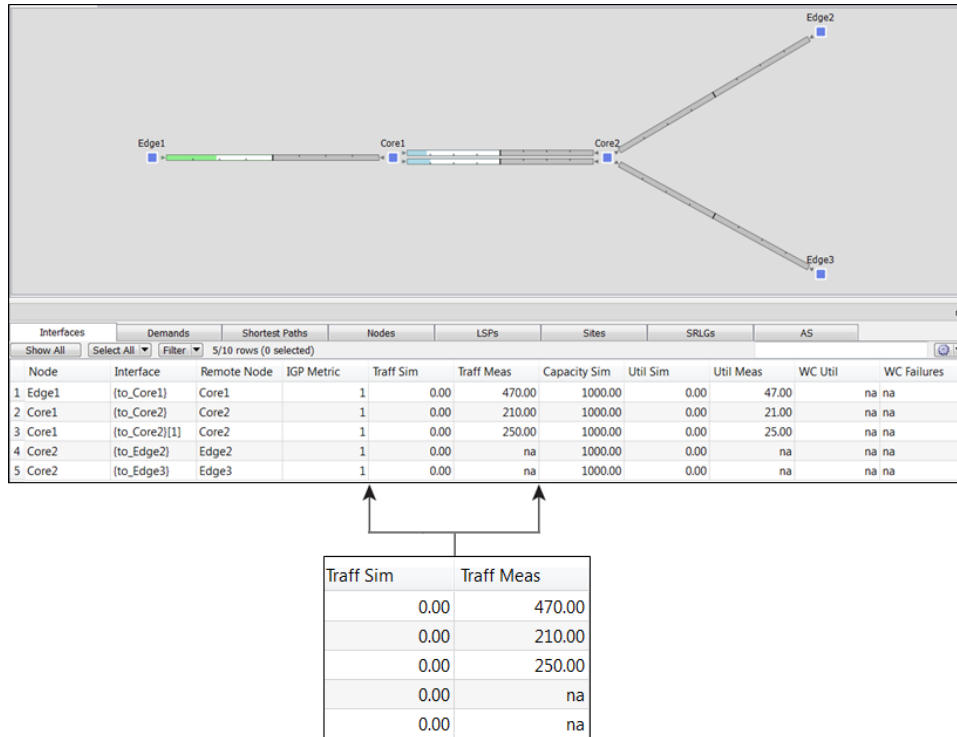 Edge2
Edge1
Core1
Core2
Edge3
Interfaces Demands Shortest Paths Nodes LSPs Sites SRLGs AS
Show All Select All Filter 5/10 rows (0 selected)
Node Interface Remote Node IGP Metric Traff Sim Traff Meas Capacity Sim Util Sim Util Meas WC Util WC Failures
1 Edge1 {to_Core1} Core1 1 0.00 470.00 1000.00 0.00 47.00 na na
2 Core1 {to_Core2} Core2 1 0.00 210.00 1000.00 0.00 21.00 na na
3 Core1 {to_Core2}[1] Core2 1 0.00 250.00 1000.00 0.00 25.00 na na
4 Core2 {to_Edge2} Edge2 1 0.00 na 1000.00 0.00 na na na
5 Core2 {to_Edge3} Edge3 1 0.00 na 1000.00 0.00 na na na
Traff Sim Traff Meas
0.00 470.00
0.00 210.00
0.00 250.00
0.00 na
0.00 na